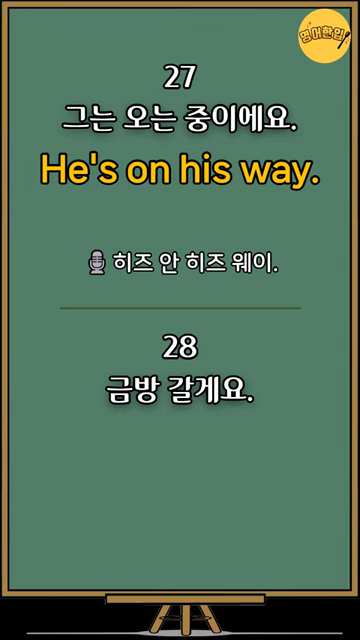 영어한입
27
그는 오는 중이에요.
He's on his way.
히즈 안 히즈 웨이.
28
금방 갈게요.